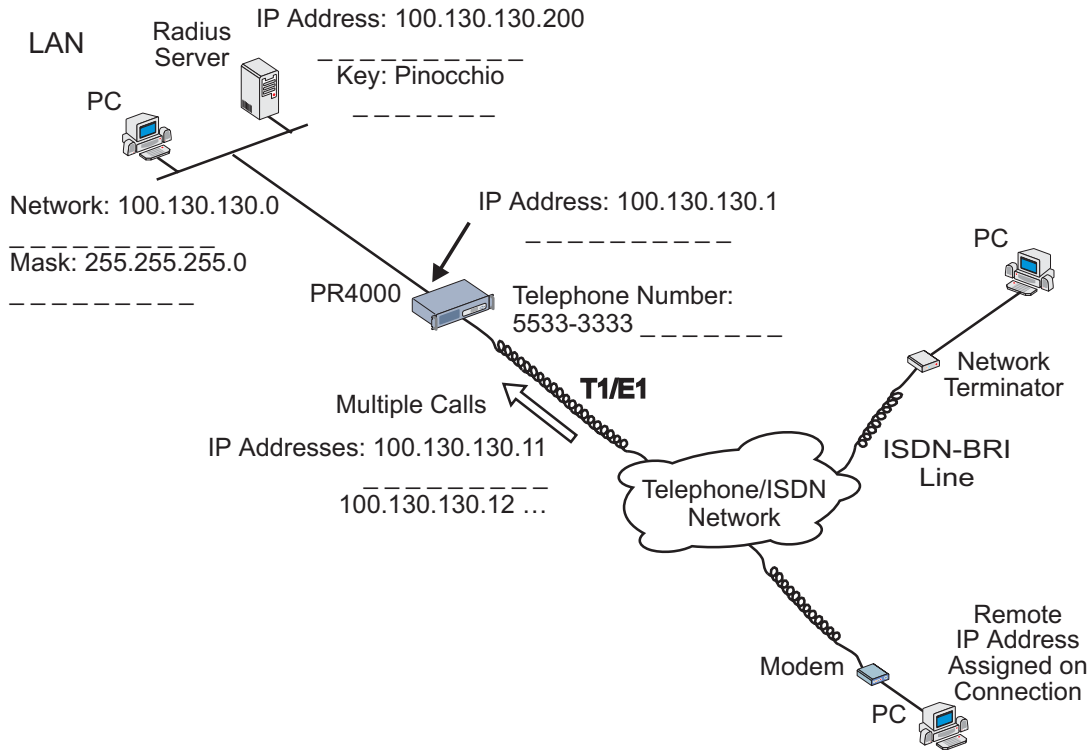 IP Address: 100.130.130.200
_ _ _ _ _ _ _ _ _ _
LAN
Radius
Server
Key: Pinocchio
_ _ _ _ _ _ _
PC
Network: 100.130.130.0
_ _ _ _ _ _ _ _ _ _
Mask: 255.255.255.0
_ _ _ _ _ _ _ _ _
IP Address: 100.130.130.1
_ _ _ _ _ _ _ _ _ _
PR4000
Telephone Number:
5533-3333 _ _ _ _ _ _ _
PC
Network
Terminator
T1/E1
Multiple Calls
IP Addresses: 100.130.130.11
_ _ _ _ _ _ _ _ _
100.130.130.12 …
ISDN-BRI
Line
Telephone/ISDN
Network
Modem
PC
Remote
IP Address
Assigned on
Connection